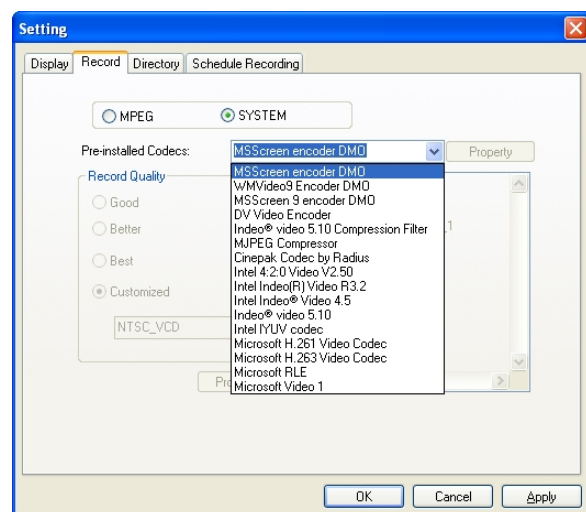 Setting
Display Record Directory Schedule Recording
MPEG SYSTEM
Pre-installed Codecs: MSScreen encoder DMO Property
Record Quality
Good
Better
Best
Customized
NTSC_VCD
MSScreen encoder DMO
WMVideo9 Encoder DMO
MSScreen 9 encoder DMO
DV Video Encoder
Indeo® video 5.10 Compression Filter
MJPEG Compressor
Cinepak Codec by Radius
Intel 4:2:0 Video V2.50
Intel Indeo(R) Video R3.2
Intel Indeo® Video 4.5
Indeo® video 5.10
Intel IYUV codec
Microsoft H.261 Video Codec
Microsoft H.263 Video Codec
Microsoft RLE
Microsoft Video 1
OK Cancel Apply